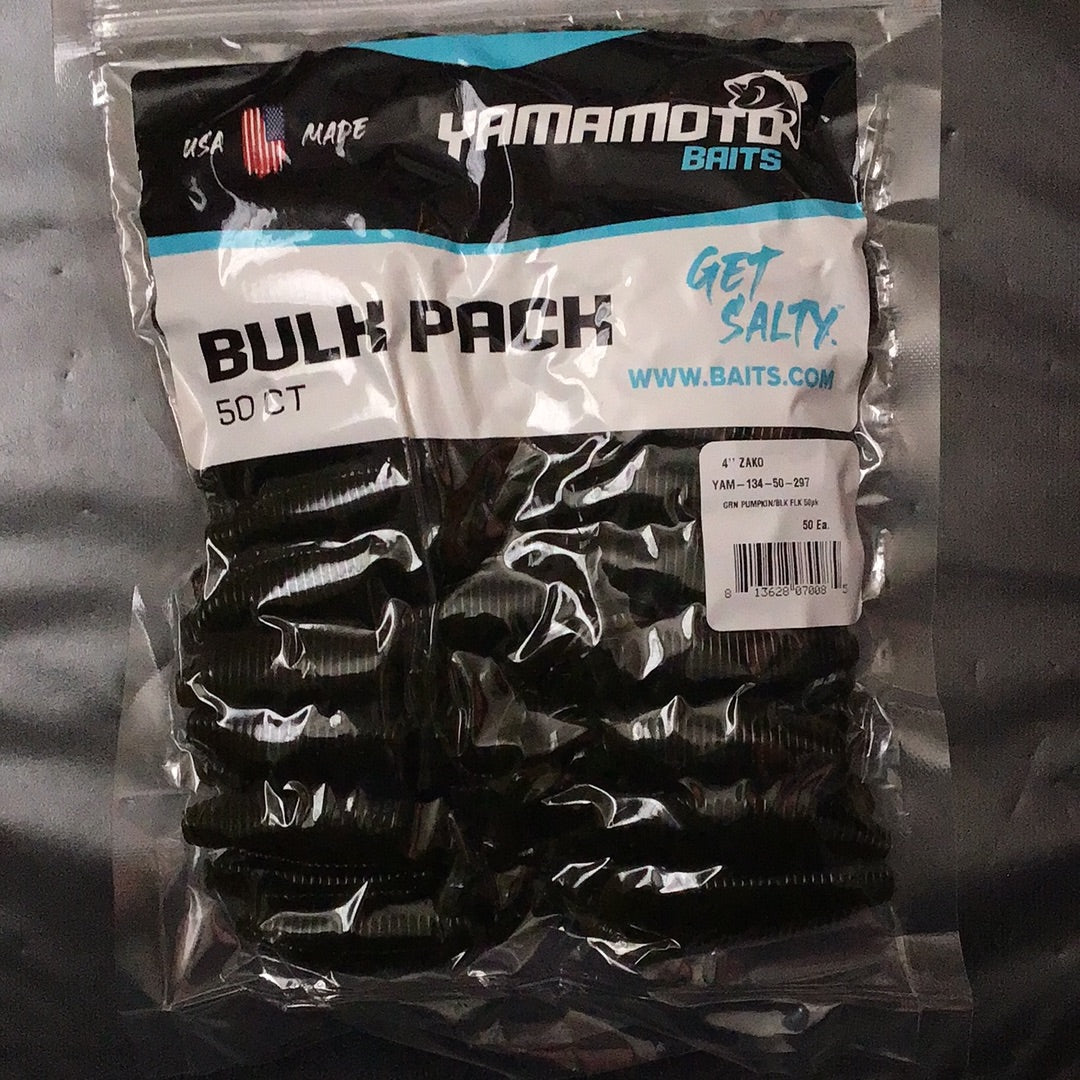 USA MADE
YAMAMOTO
BAITS
GET
SALTY.™
BULK PACK
WWW.BAITS.COM
50 CT
4'' ZAKO
YAM-134-50-297
GRN PUMPKIN/BLK FLK 50pk
50 Ea.
8 13628 07008 5